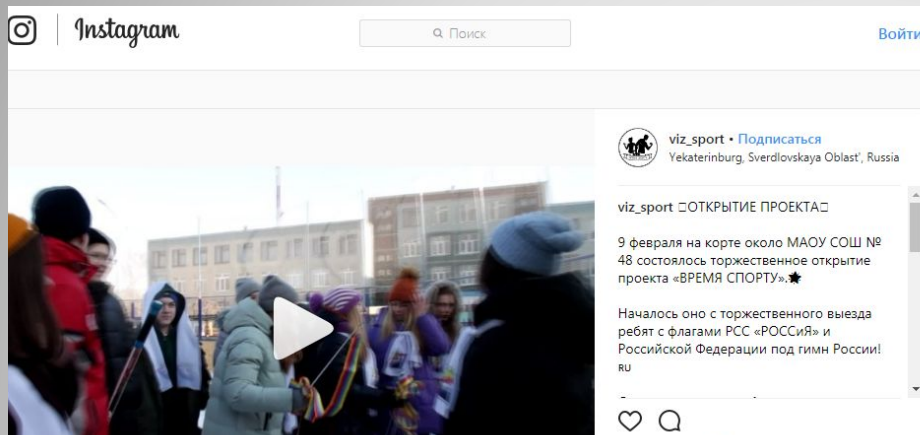 Instagram
Поиск
Войти
viz_sport • Подписаться
Yekaterinburg, Sverdlovskaya Oblast', Russia
viz_sport □ОТКРЫТИЕ ПРОЕКТА□
9 февраля на корте около МАОУ СОШ №
48 состоялось торжественное открытие
проекта «ВРЕМЯ СПОРТУ».
Началось оно с торжественного выезда
ребят с флагами РСС «РОССиЯ» и
Российской Федерации под гимн России!
RU